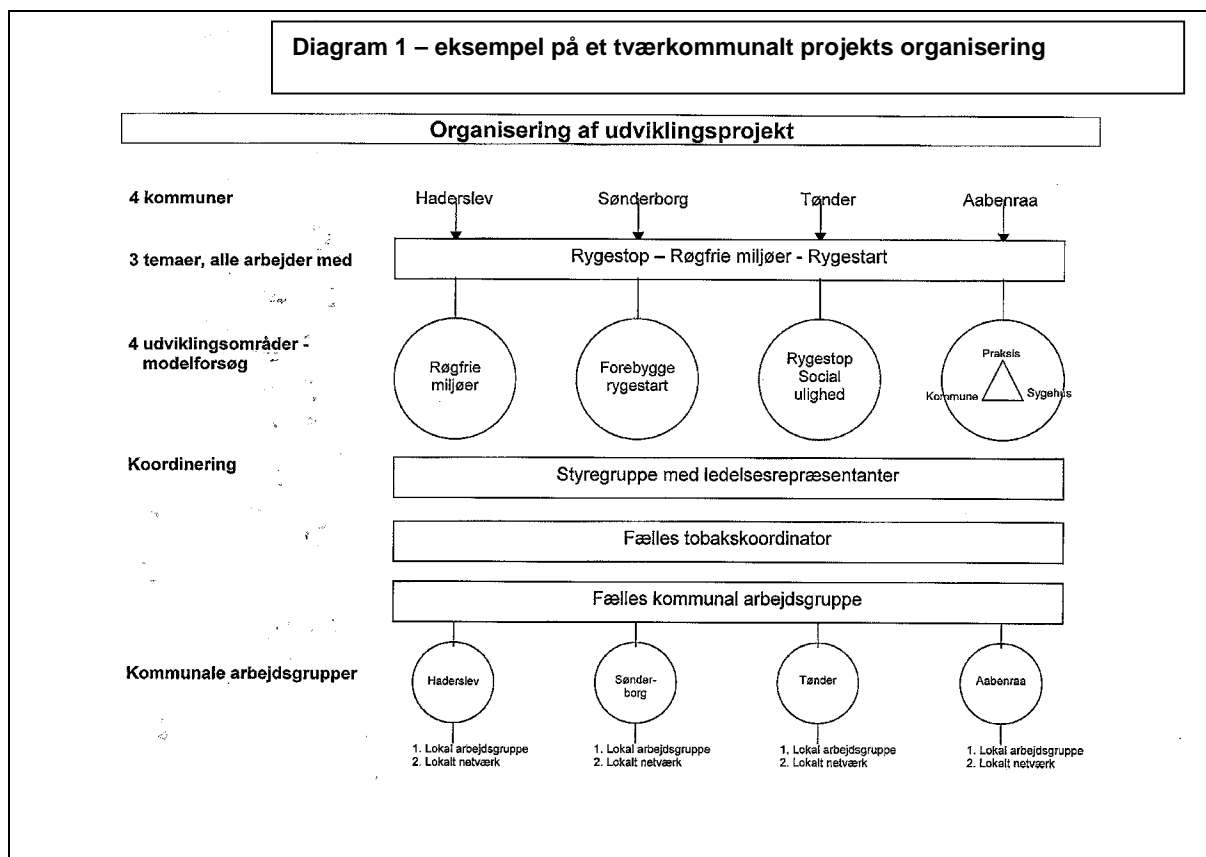 Diagram 1 – eksempel på et tværkommunalt projekts organisering
Organisering af udviklingsprojekt
4 kommuner
Haderslev
Sønderborg
Tønder
Aabenraa
3 temaer, alle arbejder med
Rygestop – Røgfrie miljøer - Rygestart
4 udviklingsområder -
modelforsøg
Røgfrie
miljøer
Forebygge
rygestart
Rygestop
Social
ulighed
Praksis
Kommune
Sygehus
Koordinering
Styregruppe med ledelsesrepræsentanter
Fælles tobakskoordinator
Fælles kommunal arbejdsgruppe
Kommunale arbejdsgrupper
Haderslev
Sønder-
borg
Tønder
Aabenraa
1. Lokal arbejdsgruppe
2. Lokalt netværk
1. Lokal arbejdsgruppe
2. Lokalt netværk
1. Lokal arbejdsgruppe
2. Lokalt netværk
1. Lokal arbejdsgruppe
2. Lokalt netværk